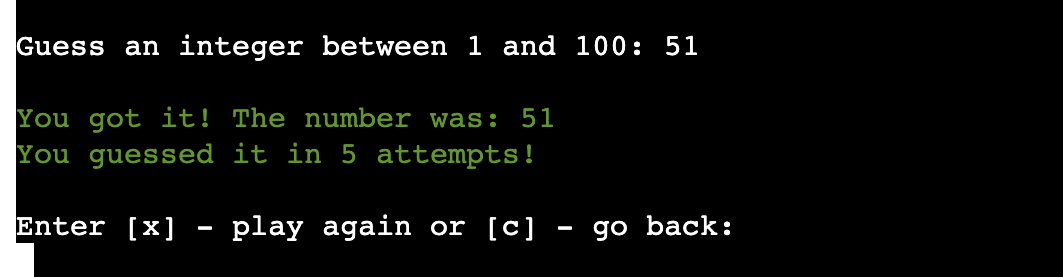 Guess an integer between 1 and 100: 51
You got it! The number was: 51
You guessed it in 5 attempts!
Enter [x] - play again or [c] - go back: